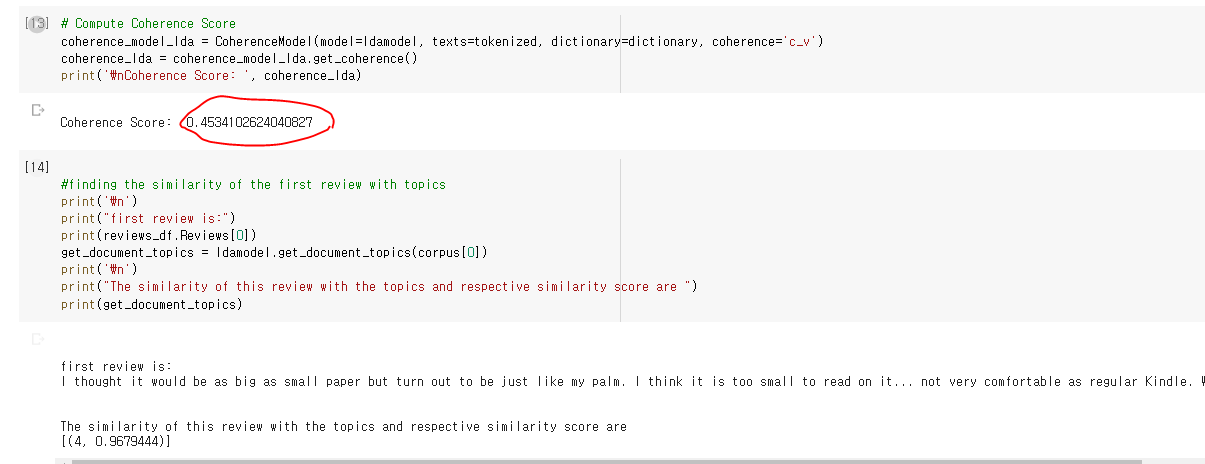 [13] # Compute Coherence Score
coherence_model_lda = CoherenceModel(model=ldamodel, texts=tokenized, dictionary=dictionary, coherence='c_v')
coherence_lda = coherence_model_lda.get_coherence()
print('₩nCoherence Score: ', coherence_lda)
Coherence Score: 0.4534102624040827
[14]
#finding the similarity of the first review with topics
print('₩n')
print("first review is:")
print(reviews_df.Reviews[0])
get_document_topics = ldamodel.get_document_topics(corpus[0])
print('₩n')
print("The similarity of this review with the topics and respective similarity score are ")
print(get_document_topics)
first review is:
I thought it would be as big as small paper but turn out to be just like my palm. I think it is too small to read on it... not very comfortable as regular Kindle.
The similarity of this review with the topics and respective similarity score are
[(4, 0.9679444)]